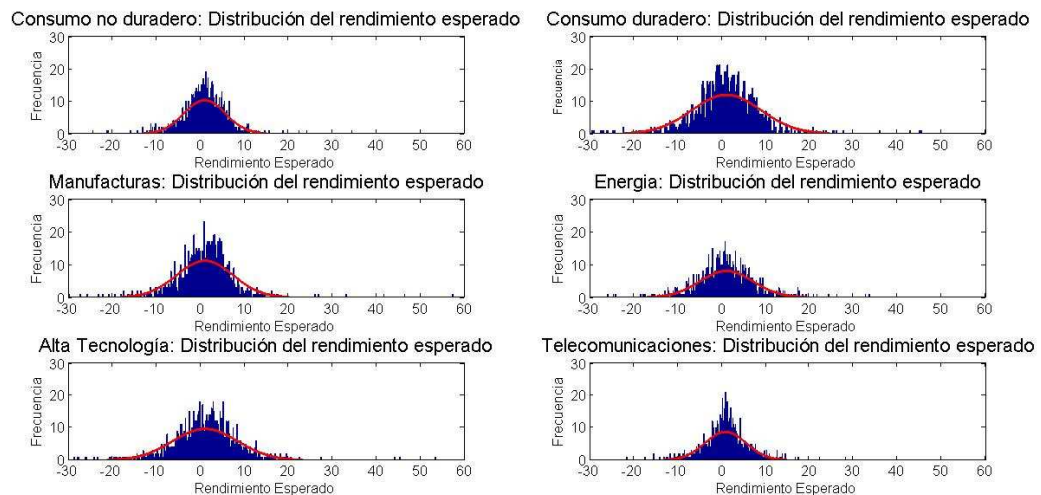 Consumo no duradero: Distribución del rendimiento esperado
30
20
10
0
Frecuencia
-30 -20 -10 0 10 20 30 40 50 60
Rendimiento Esperado
Consumo duradero: Distribución del rendimiento esperado
30
20
10
0
Frecuencia
-30 -20 -10 0 10 20 30 40 50 60
Rendimiento Esperado
Manufacturas: Distribución del rendimiento esperado
30
20
10
0
Frecuencia
-30 -20 -10 0 10 20 30 40 50 60
Rendimiento Esperado
Energia: Distribución del rendimiento esperado
30
20
10
0
Frecuencia
-30 -20 -10 0 10 20 30 40 50 60
Rendimiento Esperado
Alta Tecnología: Distribución del rendimiento esperado
30
20
10
0
Frecuencia
-30 -20 -10 0 10 20 30 40 50 60
Rendimiento Esperado
Telecomunicaciones: Distribución del rendimiento esperado
30
20
10
0
Frecuencia
-30 -20 -10 0 10 20 30 40 50 60
Rendimiento Esperado